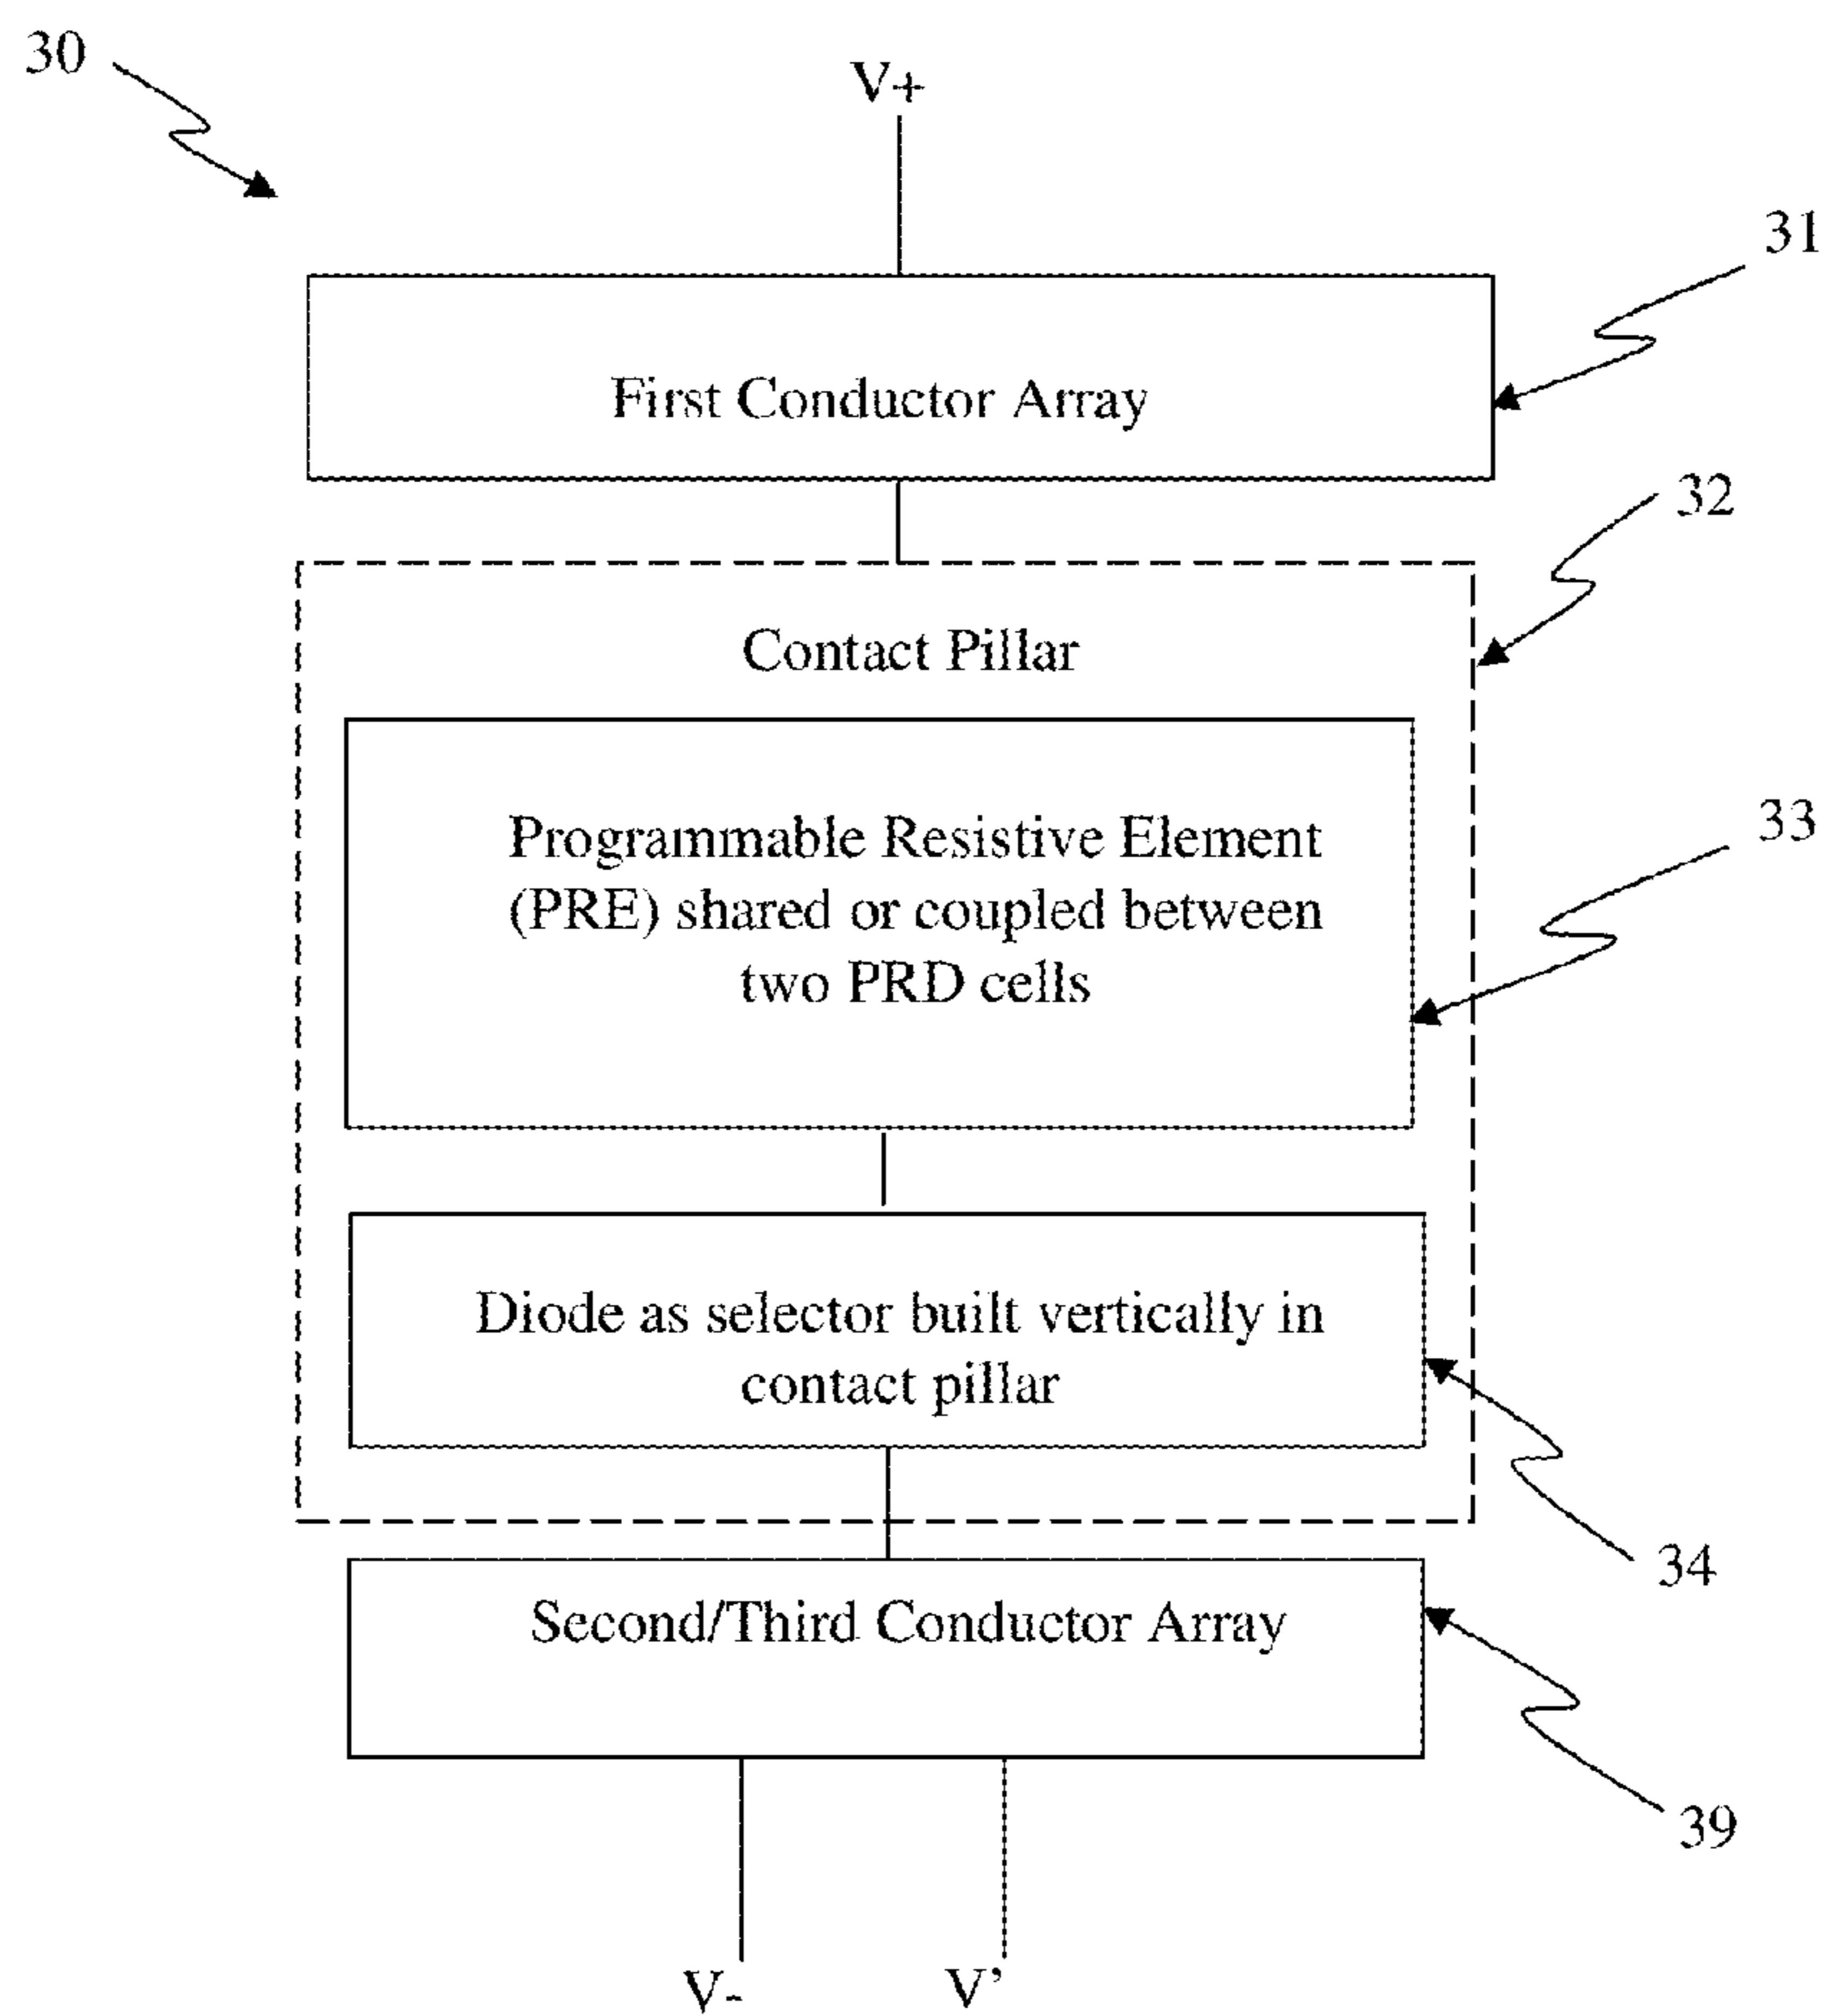 30
V+
31
First Conductor Array
32
Contact Pillar
33
Programmable Resistive Element
(PRE) shared or coupled between
two PRD cells
Diode as selector built vertically in
contact pillar
34
Second/Third Conductor Array
39
V-
V’